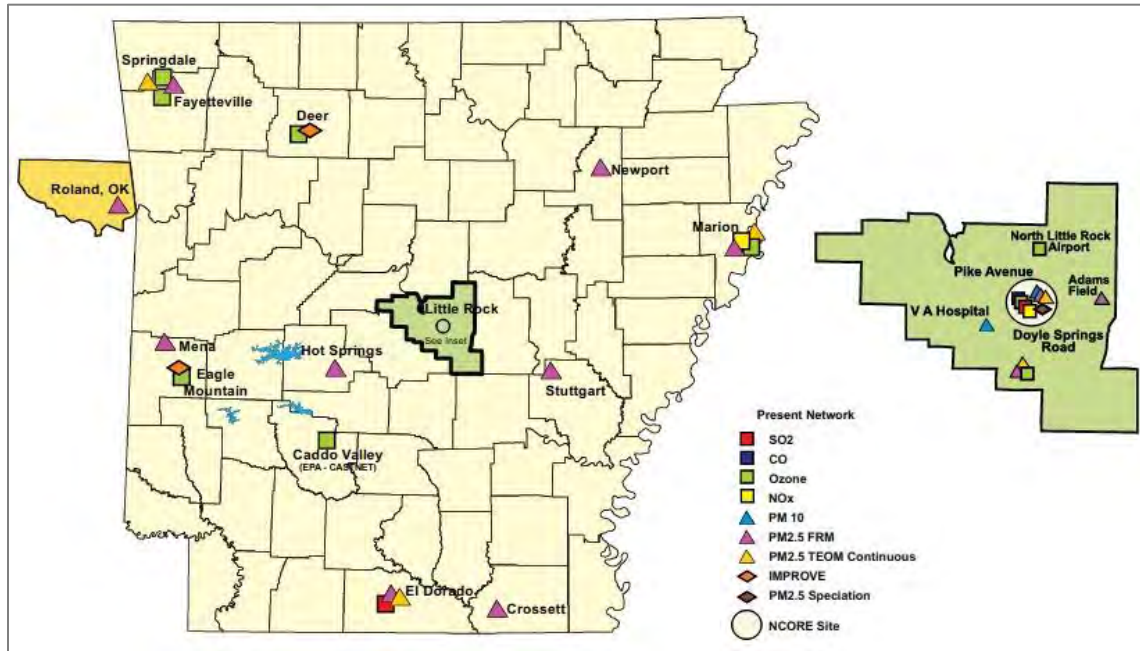 Springdale
Fayetteville
Deer
Roland, OK
Newport
Marion
Little Rock
See Inset
Mena
Hot Springs
Eagle
Mountain
Stuttgart
Caddo Valley
(EPA - CASTNET)
El Dorado
Crossett
North Little Rock
Airport
Pike Avenue
Adams
Field
V A Hospital
Doyle Springs
Road
Present Network
SO2
CO
Ozone
NOx
PM 10
PM2.5 FRM
PM2.5 TEOM Continuous
IMPROVE
PM2.5 Speciation
NCORE Site